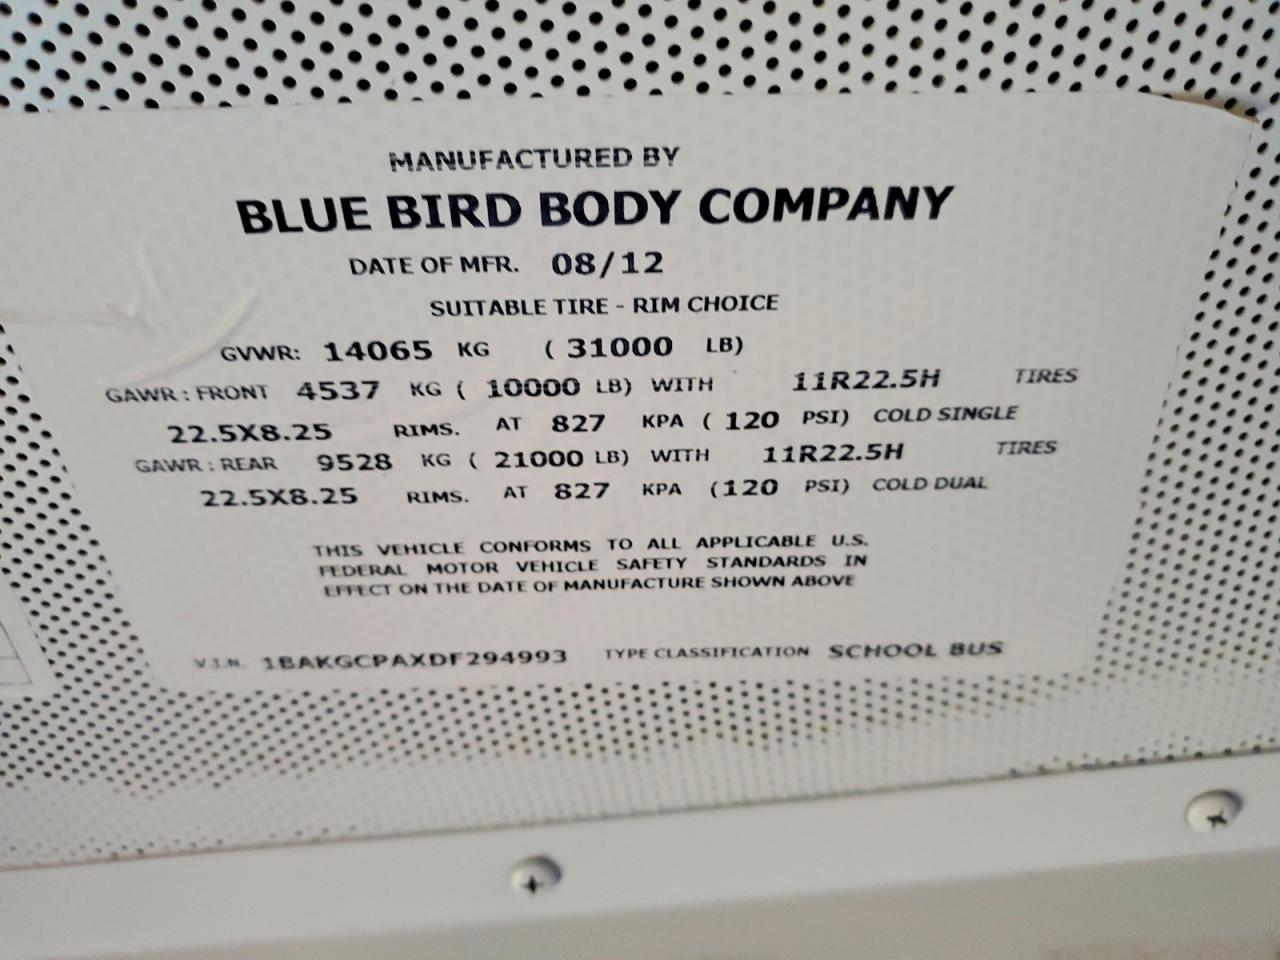 MANUFACTURED BY
BLUE BIRD BODY COMPANY
DATE OF MFR. 08/12
SUITABLE TIRE - RIM CHOICE
GVWR: 14065 KG ( 31000 LB)
GAWR : FRONT 4537 KG ( 10000 LB) WITH 11R22.5H TIRES
22.5X8.25 RIMS. AT 827 KPA ( 120 PSI) COLD SINGLE
GAWR : REAR 9528 KG ( 21000 LB) WITH 11R22.5H TIRES
22.5X8.25 RIMS. AT 827 KPA (120 PSI) COLD DUAL
THIS VEHICLE CONFORMS TO ALL APPLICABLE U.S.
FEDERAL MOTOR VEHICLE SAFETY STANDARDS IN
EFFECT ON THE DATE OF MANUFACTURE SHOWN ABOVE
V.I.N. 1BAKGCPAXDF294993 TYPE CLASSIFICATION SCHOOL BUS